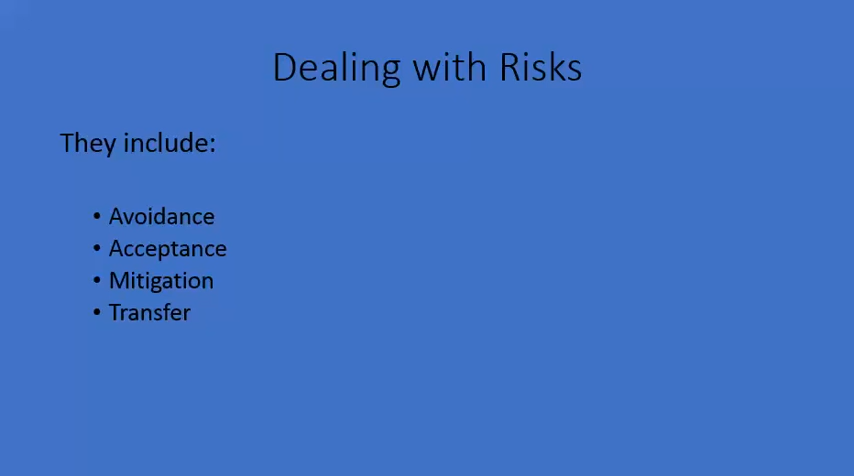 Dealing with Risks
They include:
• Avoidance
• Acceptance
• Mitigation
• Transfer